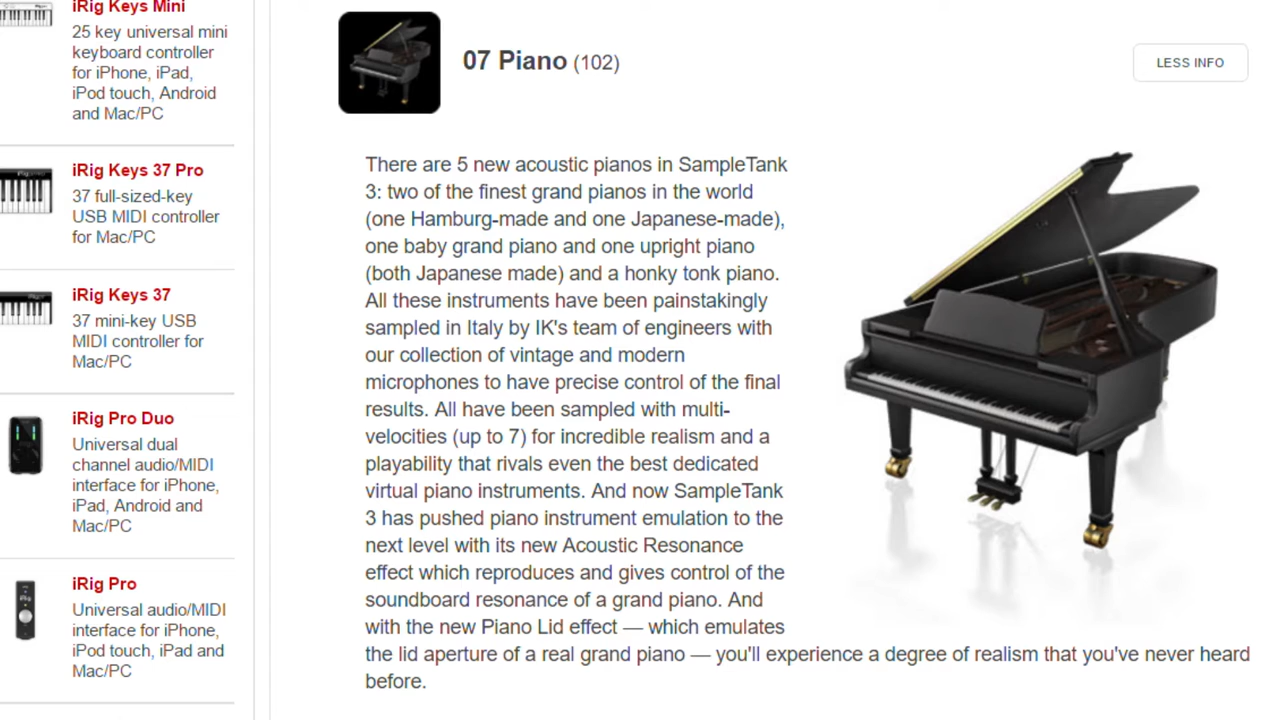 iRig Keys Mini
25 key universal mini
keyboard controller
for iPhone, iPad,
iPod touch, Android
and Mac/PC
iRig Keys 37 Pro
37 full-sized-key
USB MIDI controller
for Mac/PC
iRig Keys 37
37 mini-key USB
MIDI controller for
Mac/PC
iRig Pro Duo
Universal dual
channel audio/MIDI
interface for iPhone,
iPad, Android and
Mac/PC
iRig Pro
Universal audio/MIDI
interface for iPhone,
iPod touch, iPad and
Mac/PC
07 Piano (102)
LESS INFO
There are 5 new acoustic pianos in SampleTank
3: two of the finest grand pianos in the world
(one Hamburg-made and one Japanese-made),
one baby grand piano and one upright piano
(both Japanese made) and a honky tonk piano.
All these instruments have been painstakingly
sampled in Italy by IK's team of engineers with
our collection of vintage and modern
microphones to have precise control of the final
results. All have been sampled with multi-
velocities (up to 7) for incredible realism and a
playability that rivals even the best dedicated
virtual piano instruments. And now SampleTank
3 has pushed piano instrument emulation to the
next level with its new Acoustic Resonance
effect which reproduces and gives control of the
soundboard resonance of a grand piano. And
with the new Piano Lid effect — which emulates
the lid aperture of a real grand piano — you'll experience a degree of realism that you've never heard
before.